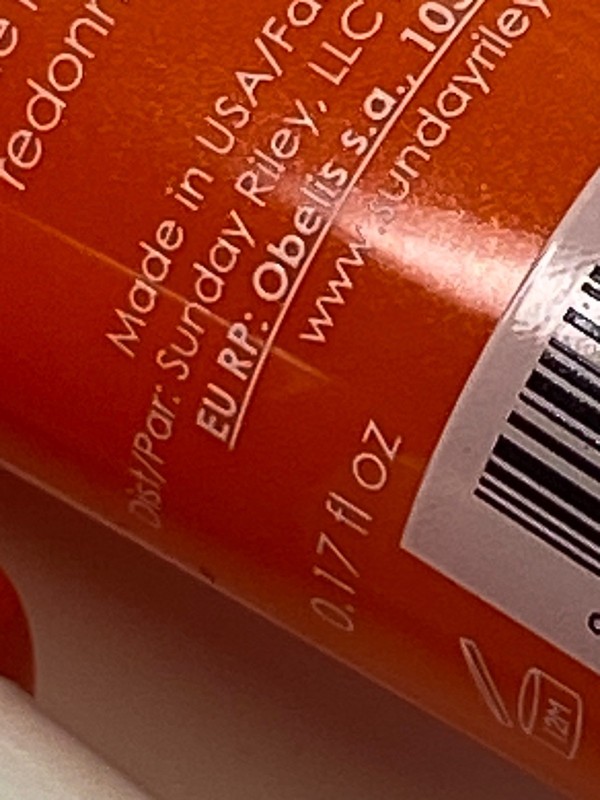 redonn
Made in USA/Fa
Dist/Par: Sunday Riley, LLC
EU RP: Obelis s.a., 103
www.sundayriley
0.17 fl oz
12M